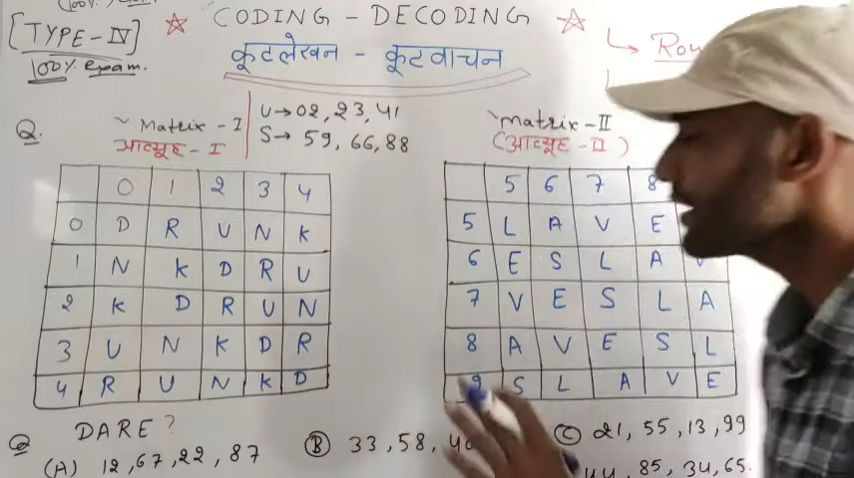 (100%
[TYPE-IV]
100% exam.
☆ CODING - DECODING ☆
कूटलेखन - कूटवाचन
Q.
~ Matrix - I
आव्यूह - I
U→02, 23, 41
S→ 59, 66, 88
matrix - II
(आव्यूह - II)
0 1 2 3 4
0 D R U N K
1 N K D R U
2 K D R U N
3 U N K D R
4 R U N K D
5 6 7 8
5 L A V E
6 E S L A
7 V E S L A
8 A V E S L
9 S L A V E
Q DARE?
(A) 12, 67, 22, 87
(B) 33, 58,
(C) 21, 55, 13, 99
44, 85, 34, 65.